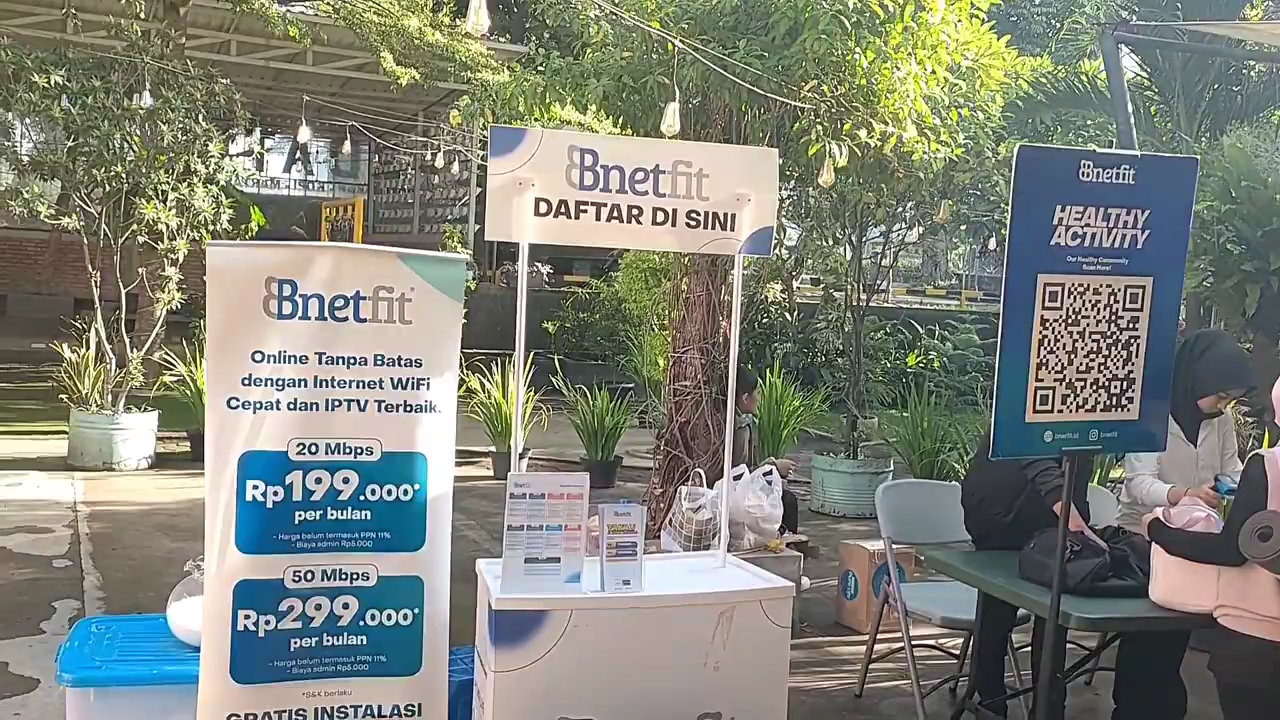 Bnetfit
Online Tanpa Batas
dengan Internet WiFi
Cepat dan IPTV Terbaik.
20 Mbps
Rp199.000*
per bulan
- Harga belum termasuk PPN 11%
- Biaya admin Rp5.000
50 Mbps
Rp299.000*
per bulan
- Harga belum termasuk PPN 11%
- Biaya admin Rp5.000
*S&K berlaku
GRATIS INSTALASI
Bnetfit
DAFTAR DI SINI
Bnetfit
HEALTHY
ACTIVITY
Our Healthy Community
Scan Here!
bnetfit.id bnetfit